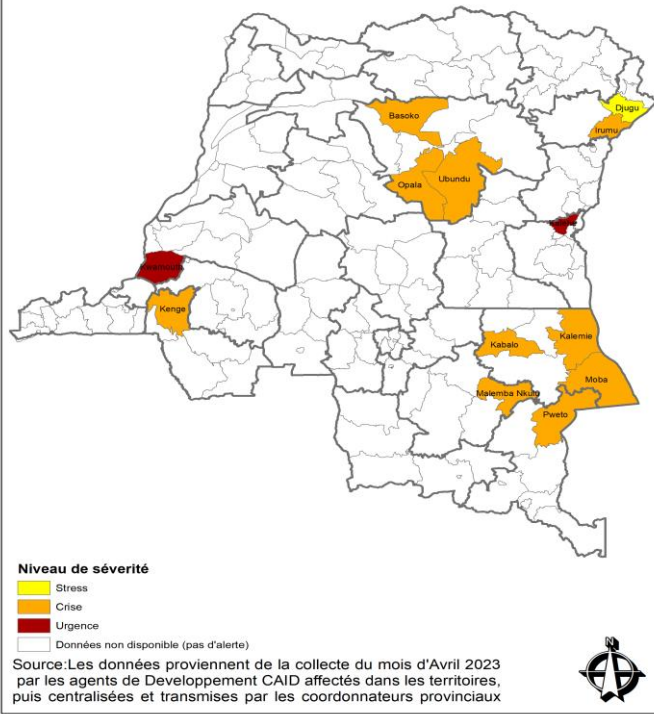 Basoko
Djugu
Irumu
Opala
Ubundu
Kwamouth
Kenge
Kabalo
Kalemie
Moba
Malemba Nkulu
Pweto
Niveau de séverité
Stress
Crise
Urgence
Données non disponible (pas d'alerte)
N
Source:Les données proviennent de la collecte du mois d'Avril 2023
par les agents de Developpement CAID affectés dans les territoires,
puis centralisées et transmises par les coordonnateurs provinciaux